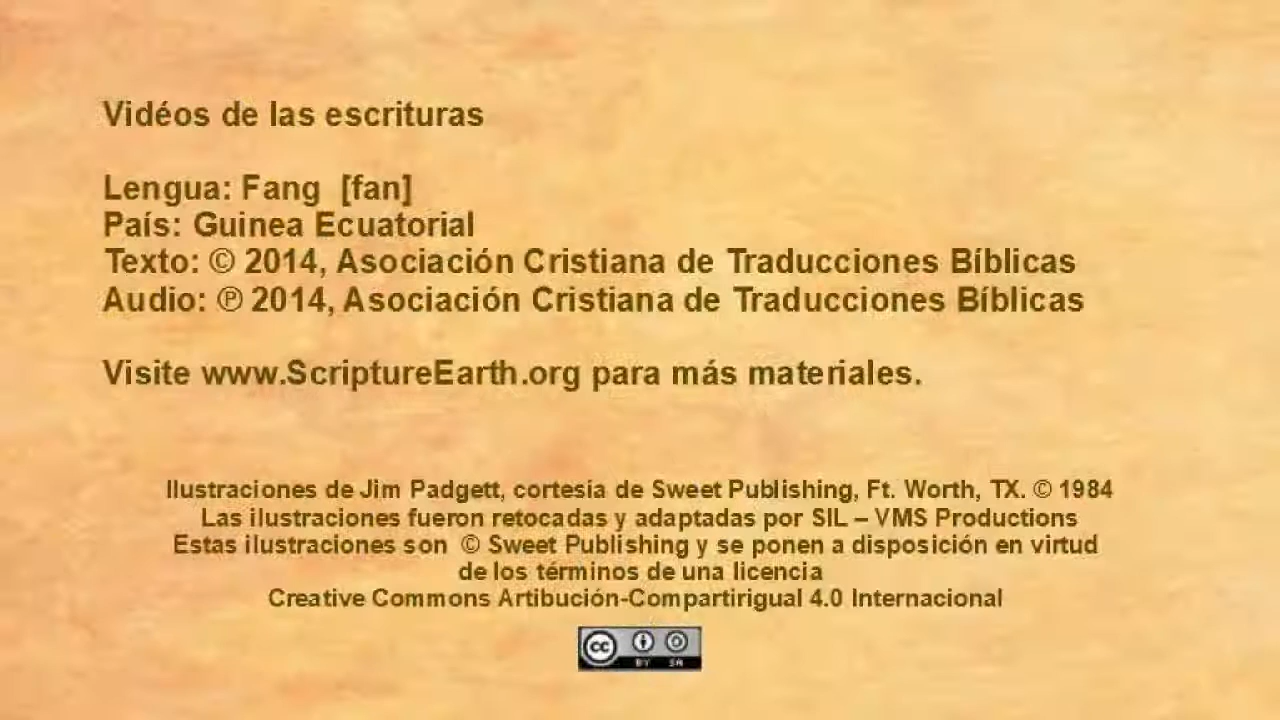 Vidéos de las escrituras
Lengua: Fang [fan]
País: Guinea Ecuatorial
Texto: © 2014, Asociación Cristiana de Traducciones Bíblicas
Audio: ℗ 2014, Asociación Cristiana de Traducciones Bíblicas
Visite www.ScriptureEarth.org para más materiales.
Ilustraciones de Jim Padgett, cortesía de Sweet Publishing, Ft. Worth, TX. © 1984
Las ilustraciones fueron retocadas y adaptadas por SIL – VMS Productions
Estas ilustraciones son © Sweet Publishing y se ponen a disposición en virtud
de los términos de una licencia
Creative Commons Artibución-Compartirigual 4.0 Internacional
cc BY SA